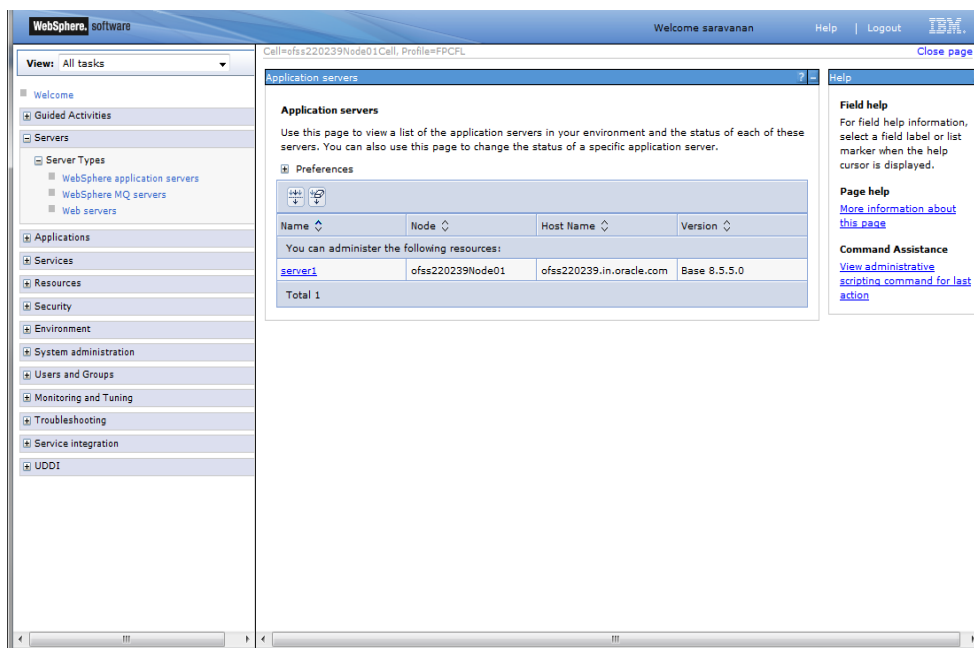 WebSphere. software
Welcome saravanan
Help | Logout
IBM.
View: All tasks
Welcome
Guided Activities
Servers
Server Types
WebSphere application servers
WebSphere MQ servers
Web servers
Applications
Services
Resources
Security
Environment
System administration
Users and Groups
Monitoring and Tuning
Troubleshooting
Service integration
UDDI
Cell=ofss220239Node01Cell, Profile=FPCFL
Close page
Application servers ? -
Application servers
Use this page to view a list of the application servers in your environment and the status of each of these
servers. You can also use this page to change the status of a specific application server.
Preferences
Name Node Host Name Version
You can administer the following resources:
server1 ofss220239Node01 ofss220239.in.oracle.com Base 8.5.5.0
Total 1
Help
Field help
For field help information,
select a field label or list
marker when the help
cursor is displayed.
Page help
More information about
this page
Command Assistance
View administrative
scripting command for last
action